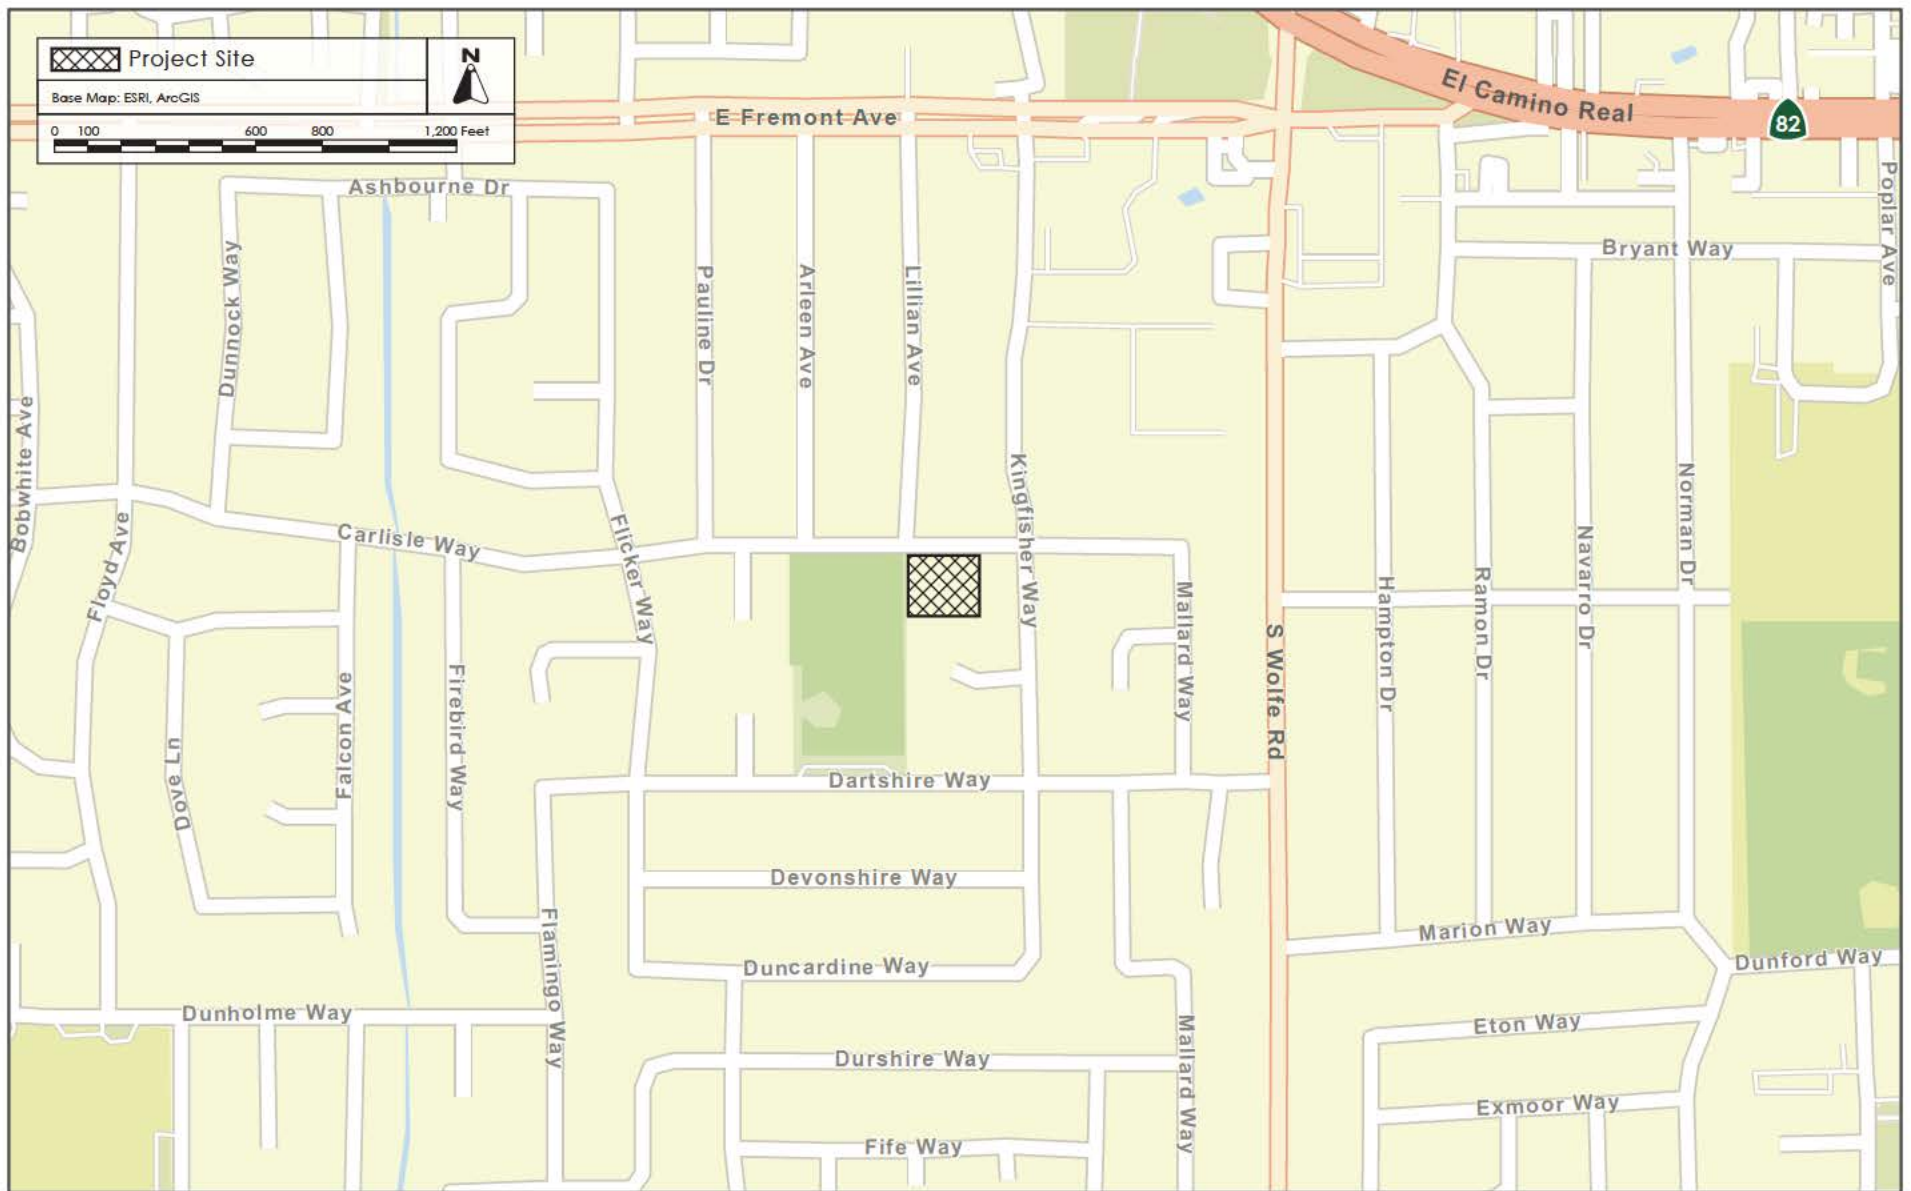 Project Site
N
Base Map: ESRI, ArcGIS
0 100 600 800 1,200 Feet
El Camino Real
82
E Fremont Ave
Ashbourne Dr
Poplar Ave
Bryant Way
Dunnock Way
Pauline Dr
Arleen Ave
Lillian Ave
Bobwhite Ave
Kingfisher Way
Norman Dr
Carlisle Way
Floyd Ave
Flicker Way
Navarro Dr
Hampton Dr
Ramon Dr
Mallard Way
S Wolfe Rd
Falcon Ave
Firebird Way
Dove Ln
Dartshire Way
Devonshire Way
Flamingo Way
Marion Way
Duncardine Way
Dunford Way
Dunholme Way
Eton Way
Mallard Way
Durshire Way
Exmoor Way
Fife Way